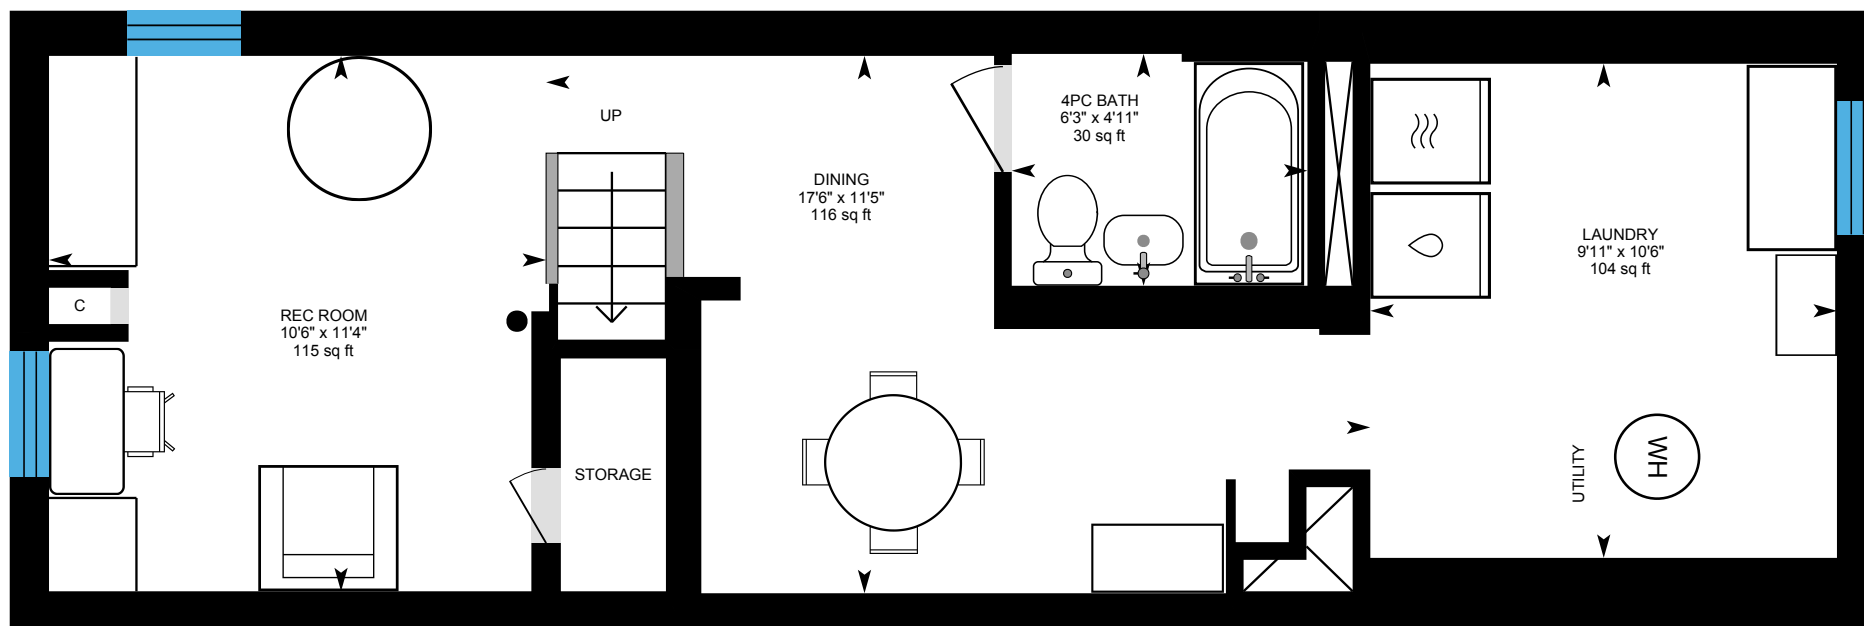 UP
4PC BATH
6'3" x 4'11"
30 sq ft
DINING
17'6" x 11'5"
116 sq ft
LAUNDRY
9'11" x 10'6"
104 sq ft
C
REC ROOM
10'6" x 11'4"
115 sq ft
STORAGE
UTILITY
WH